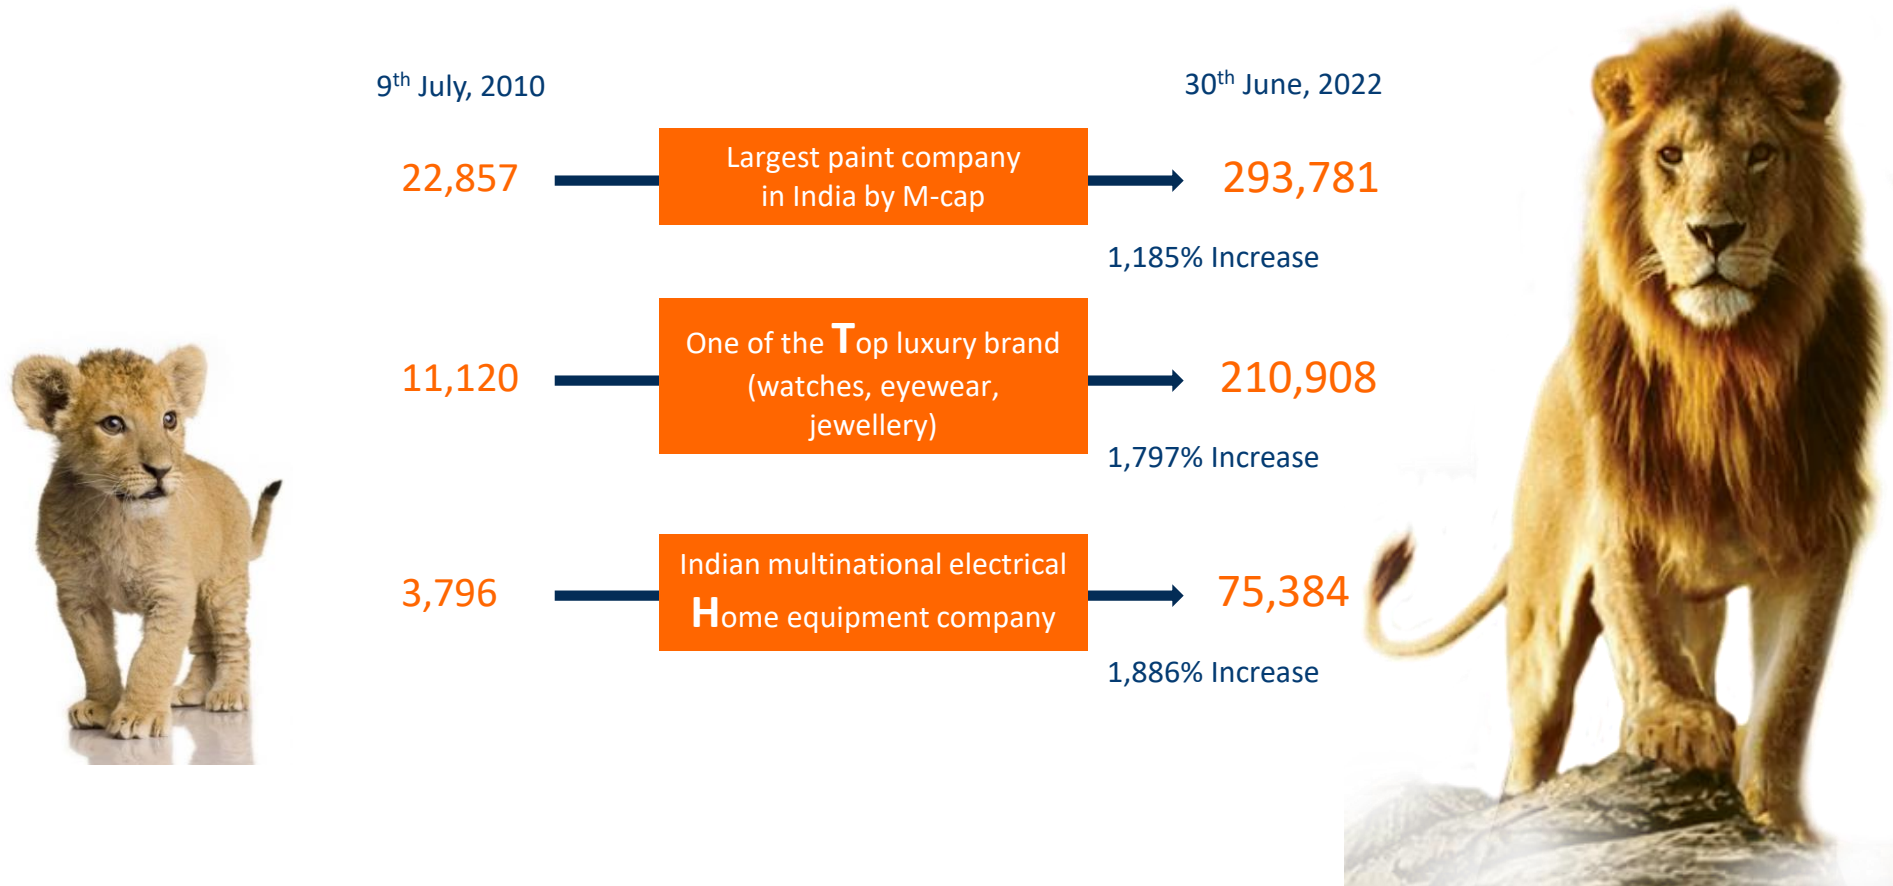 9th July, 2010
30th June, 2022
22,857
Largest paint company
in India by M-cap
293,781
1,185% Increase
11,120
One of the Top luxury brand
(watches, eyewear,
jewellery)
210,908
1,797% Increase
3,796
Indian multinational electrical
Home equipment company
75,384
1,886% Increase